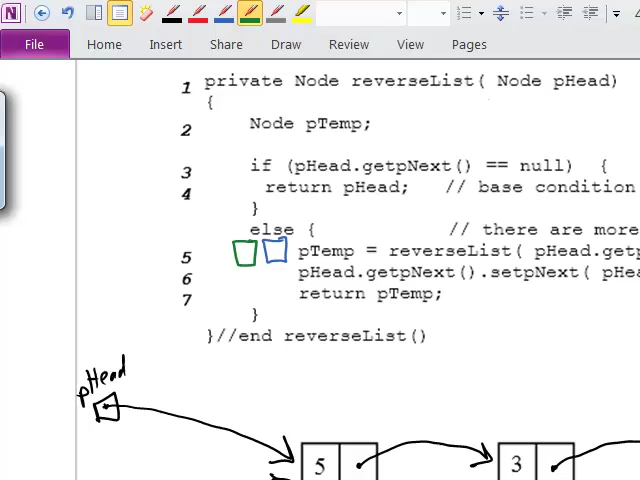 File Home Insert Share Draw Review View Pages
1 private Node reverseList( Node pHead)
{
2 Node pTemp;
3 if (pHead.getpNext() == null) {
4 return pHead; // base condition
}
else { // there are more
5 pTemp = reverseList( pHead.getp
6 pHead.getpNext().setpNext( pHea
7 return pTemp;
}
}//end reverseList()
pHead
5 3